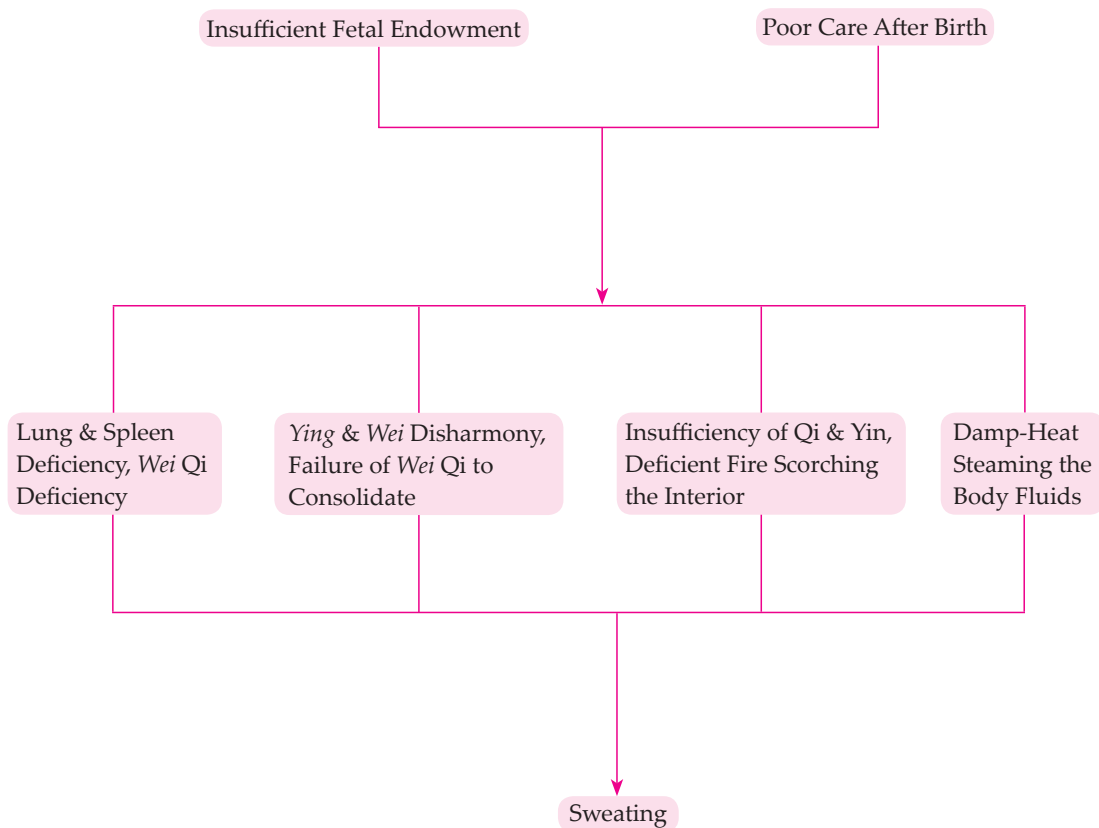 Insufficient Fetal Endowment
Poor Care After Birth
Lung & Spleen
Deficiency, Wei Qi
Deficiency
Ying & Wei Disharmony,
Failure of Wei Qi to
Consolidate
Insufficiency of Qi & Yin,
Deficient Fire Scorching
the Interior
Damp-Heat
Steaming the
Body Fluids
Sweating